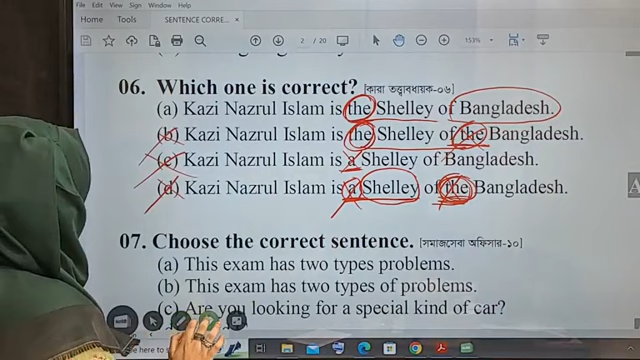 File Edit View Sign Window Help
Home Tools SENTENCE CORRE... ×
2 / 20 153%
06. Which one is correct? [কারা তত্ত্বাবধায়ক-০৬]
(a) Kazi Nazrul Islam is the Shelley of Bangladesh.
(b) Kazi Nazrul Islam is the Shelley of the Bangladesh.
(c) Kazi Nazrul Islam is a Shelley of Bangladesh.
(d) Kazi Nazrul Islam is a Shelley of the Bangladesh.
07. Choose the correct sentence. [সমাজসেবা অফিসার-১০]
(a) This exam has two types problems.
(b) This exam has two types of problems.
(c) Are you looking for a special kind of car?
here to search